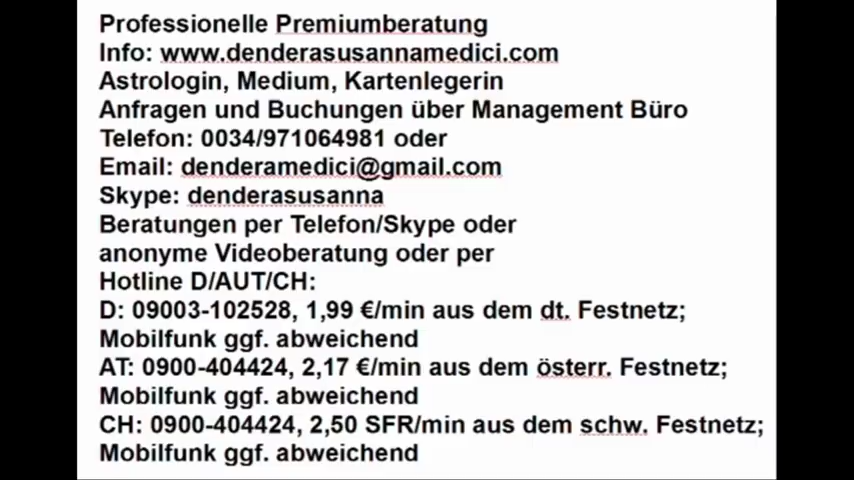 Professionelle Premiumberatung
Info: www.denderasusannamedici.com
Astrologin, Medium, Kartenlegerin
Anfragen und Buchungen über Management Büro
Telefon: 0034/971064981 oder
Email: denderamedici@gmail.com
Skype: denderasusanna
Beratungen per Telefon/Skype oder
anonyme Videoberatung oder per
Hotline D/AUT/CH:
D: 09003-102528, 1,99 €/min aus dem dt. Festnetz;
Mobilfunk ggf. abweichend
AT: 0900-404424, 2,17 €/min aus dem österr. Festnetz;
Mobilfunk ggf. abweichend
CH: 0900-404424, 2,50 SFR/min aus dem schw. Festnetz;
Mobilfunk ggf. abweichend